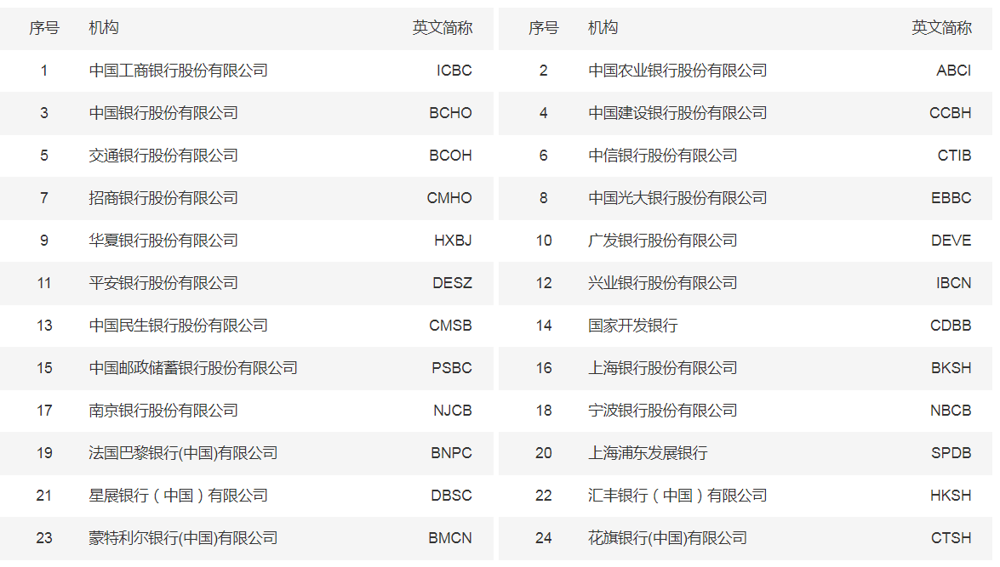 序号 机构 英文简称 序号 机构 英文简称
1 中国工商银行股份有限公司 ICBC 2 中国农业银行股份有限公司 ABCI
3 中国银行股份有限公司 BCHO 4 中国建设银行股份有限公司 CCBH
5 交通银行股份有限公司 BCOH 6 中信银行股份有限公司 CTIB
7 招商银行股份有限公司 CMHO 8 中国光大银行股份有限公司 EBBC
9 华夏银行股份有限公司 HXBJ 10 广发银行股份有限公司 DEVE
11 平安银行股份有限公司 DESZ 12 兴业银行股份有限公司 IBCN
13 中国民生银行股份有限公司 CMSB 14 国家开发银行 CDBB
15 中国邮政储蓄银行股份有限公司 PSBC 16 上海银行股份有限公司 BKSH
17 南京银行股份有限公司 NJCB 18 宁波银行股份有限公司 NBCB
19 法国巴黎银行(中国)有限公司 BNPC 20 上海浦东发展银行 SPDB
21 星展银行（中国）有限公司 DBSC 22 汇丰银行（中国）有限公司 HKSH
23 蒙特利尔银行(中国)有限公司 BMCN 24 花旗银行(中国)有限公司 CTSH